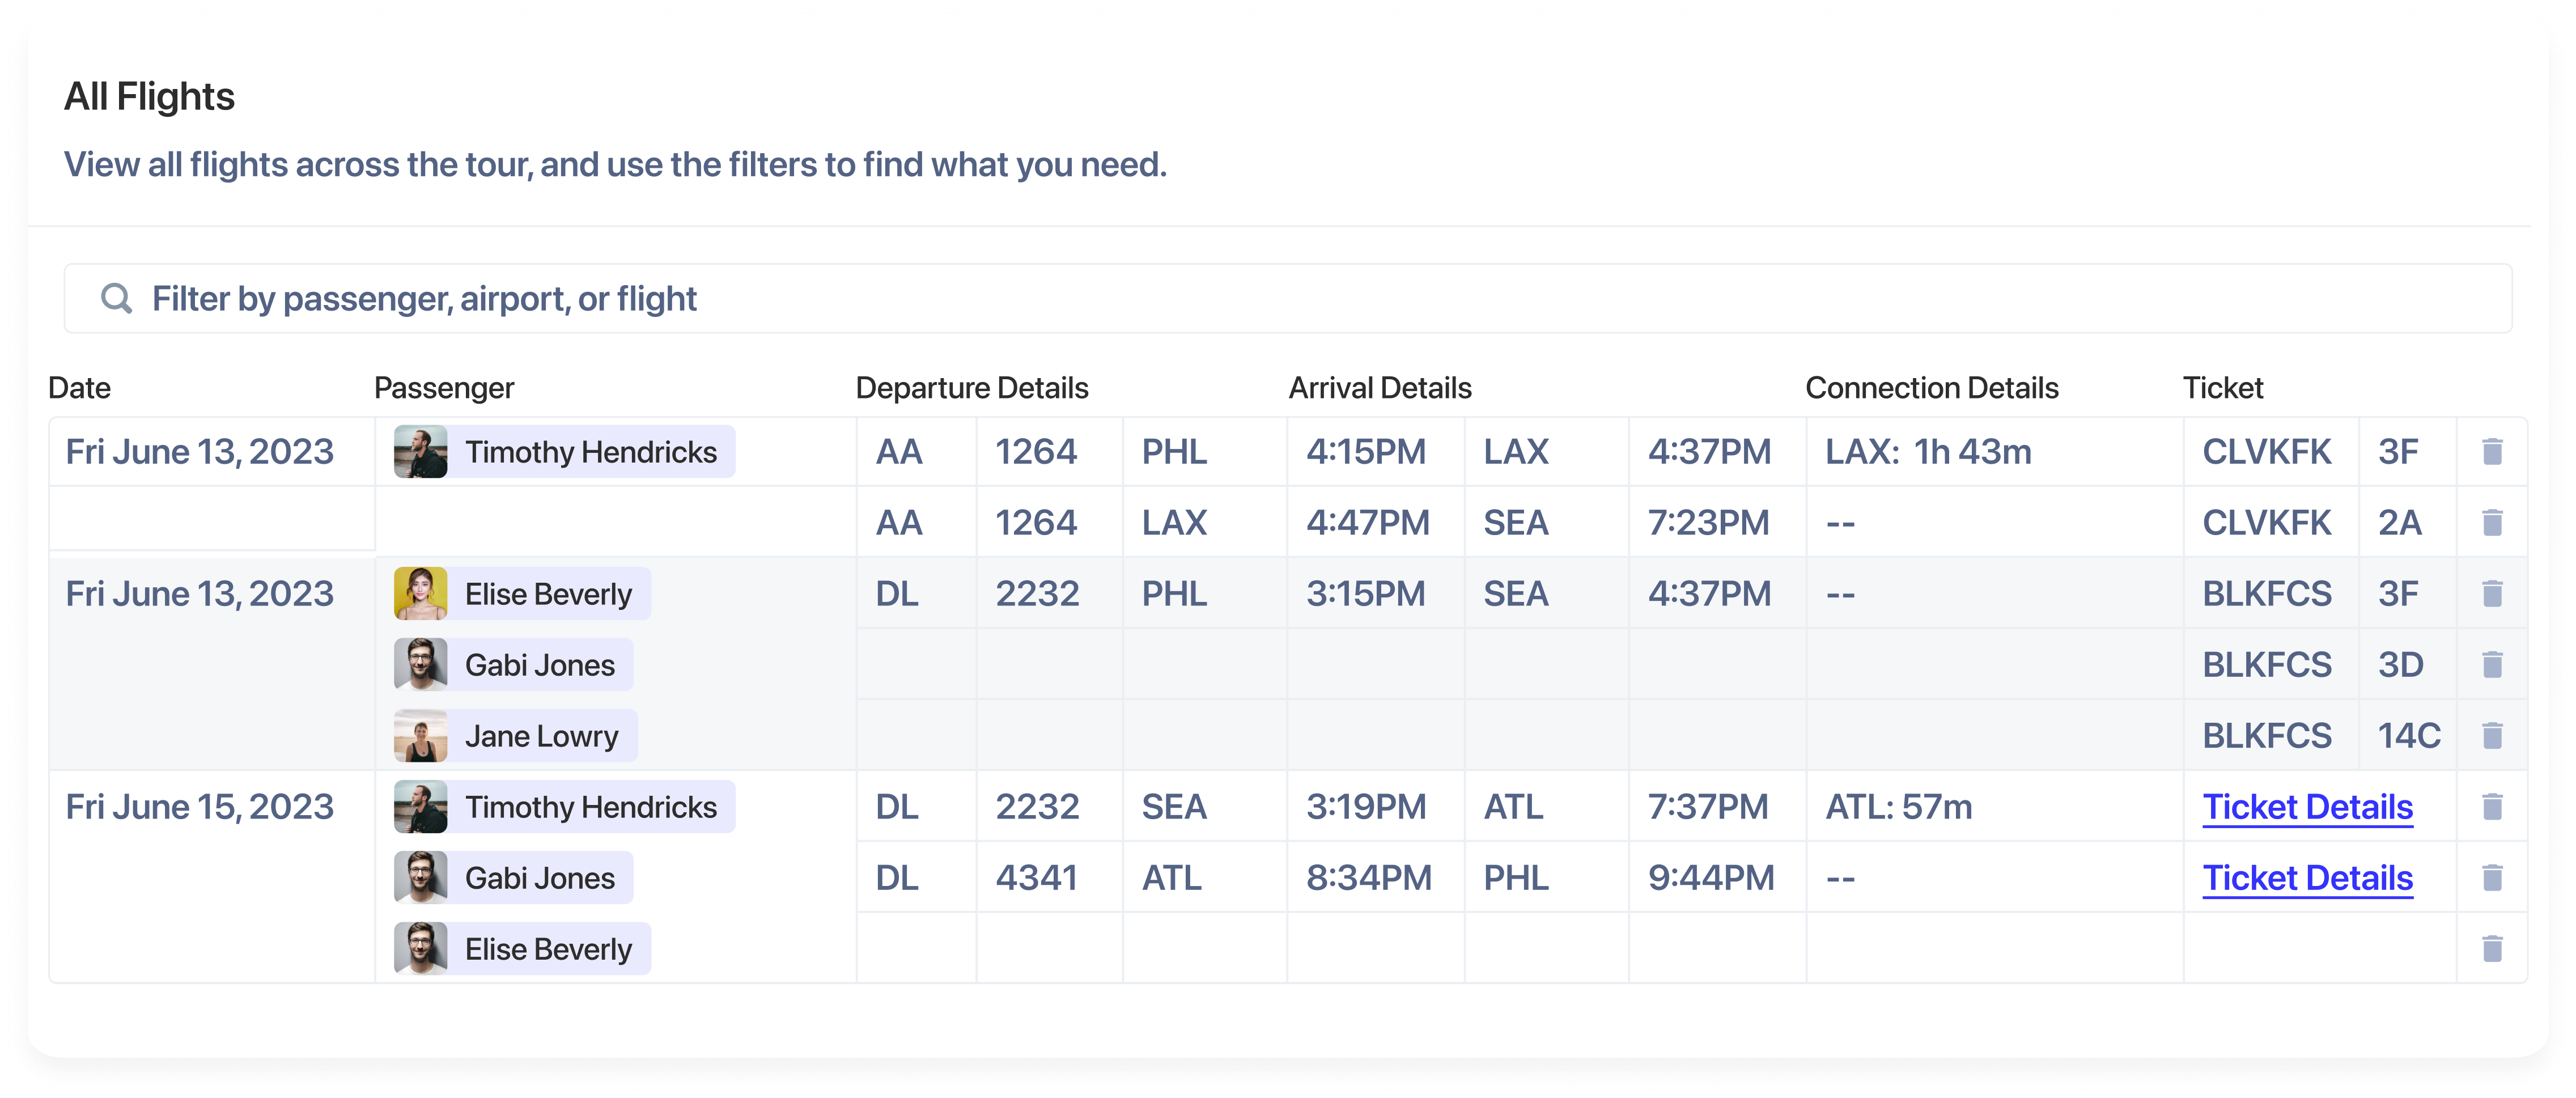 All Flights
View all flights across the tour, and use the filters to find what you need.
Filter by passenger, airport, or flight
Date Passenger Departure Details Arrival Details Connection Details Ticket
Fri June 13, 2023 Timothy Hendricks AA 1264 PHL 4:15PM LAX 4:37PM LAX: 1h 43m CLVKFK 3F
AA 1264 LAX 4:47PM SEA 7:23PM -- CLVKFK 2A
Fri June 13, 2023 Elise Beverly DL 2232 PHL 3:15PM SEA 4:37PM -- BLKFCS 3F
Gabi Jones BLKFCS 3D
Jane Lowry BLKFCS 14C
Fri June 15, 2023 Timothy Hendricks DL 2232 SEA 3:19PM ATL 7:37PM ATL: 57m Ticket Details
Gabi Jones DL 4341 ATL 8:34PM PHL 9:44PM -- Ticket Details
Elise Beverly